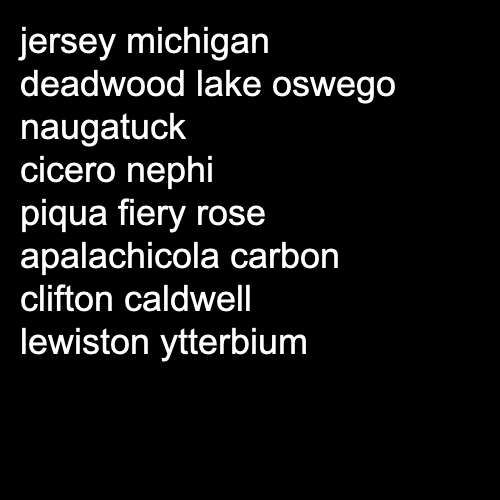 jersey michigan
deadwood lake oswego
naugatuck
cicero nephi
piqua fiery rose
apalachicola carbon
clifton caldwell
lewiston ytterbium